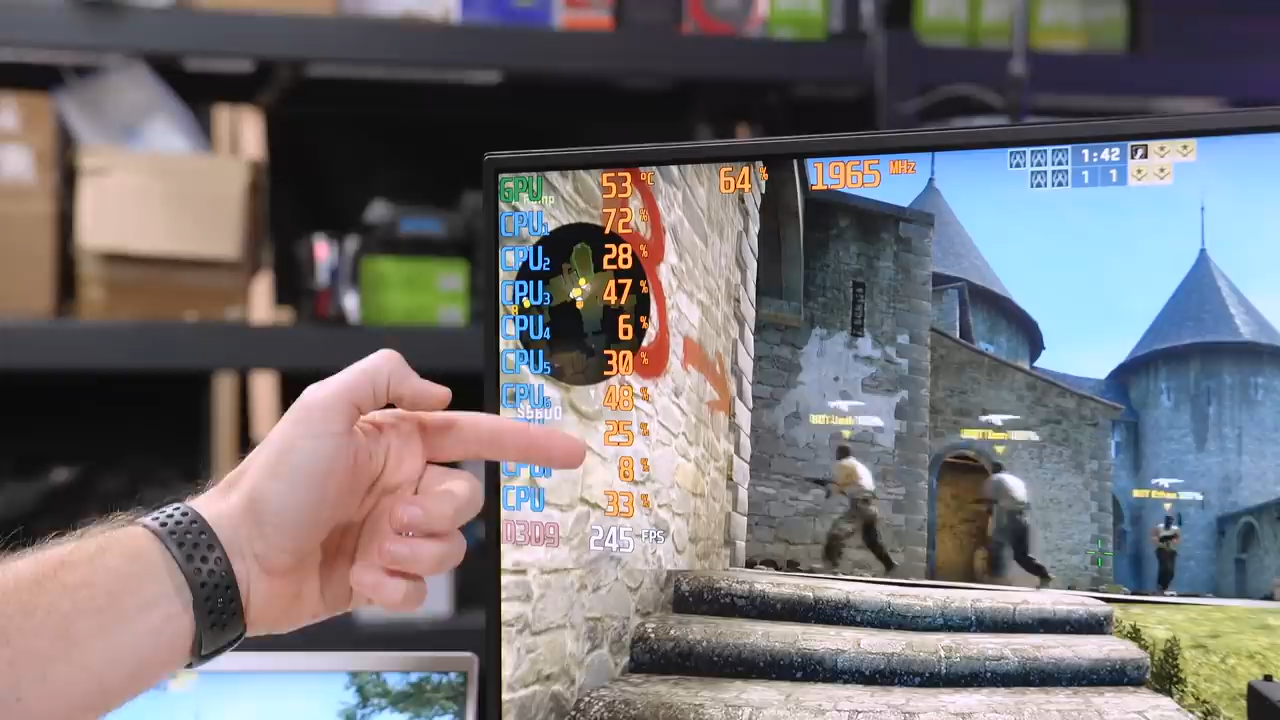 GPU 53 °C 64 % 1965 MHz
CPU1 72 %
CPU2 28 %
CPU3 47 %
CPU4 6 %
CPU5 30 %
CPU6 48 %
$5800
25 %
8 %
CPU 33 %
D3D9 245 FPS
1:42
1 1